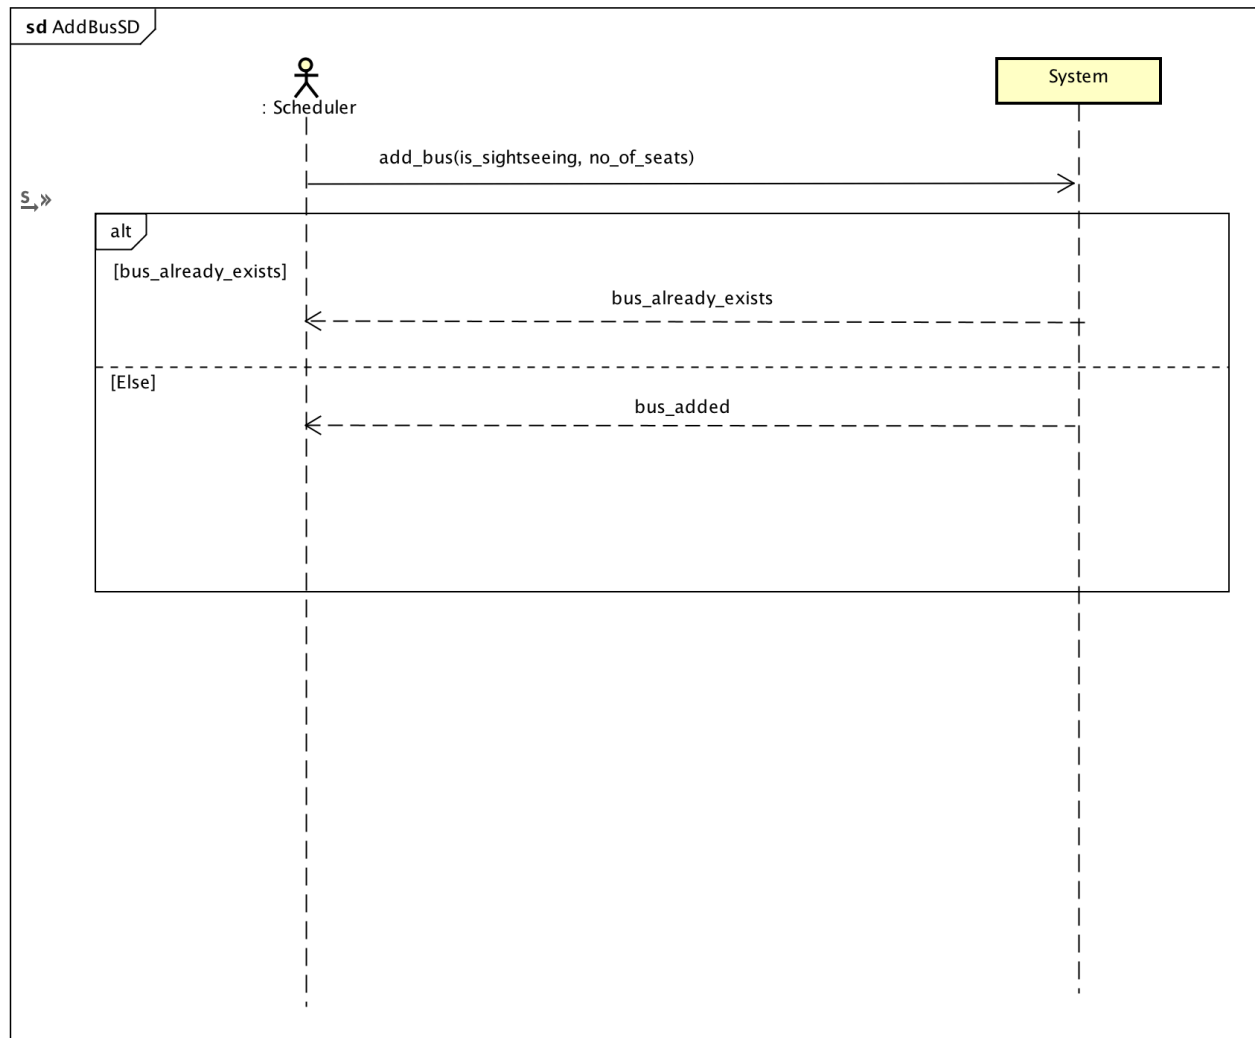 sd AddBusSD
: Scheduler
System
add_bus(is_sightseeing, no_of_seats)
S
alt
[bus_already_exists]
bus_already_exists
[Else]
bus_added